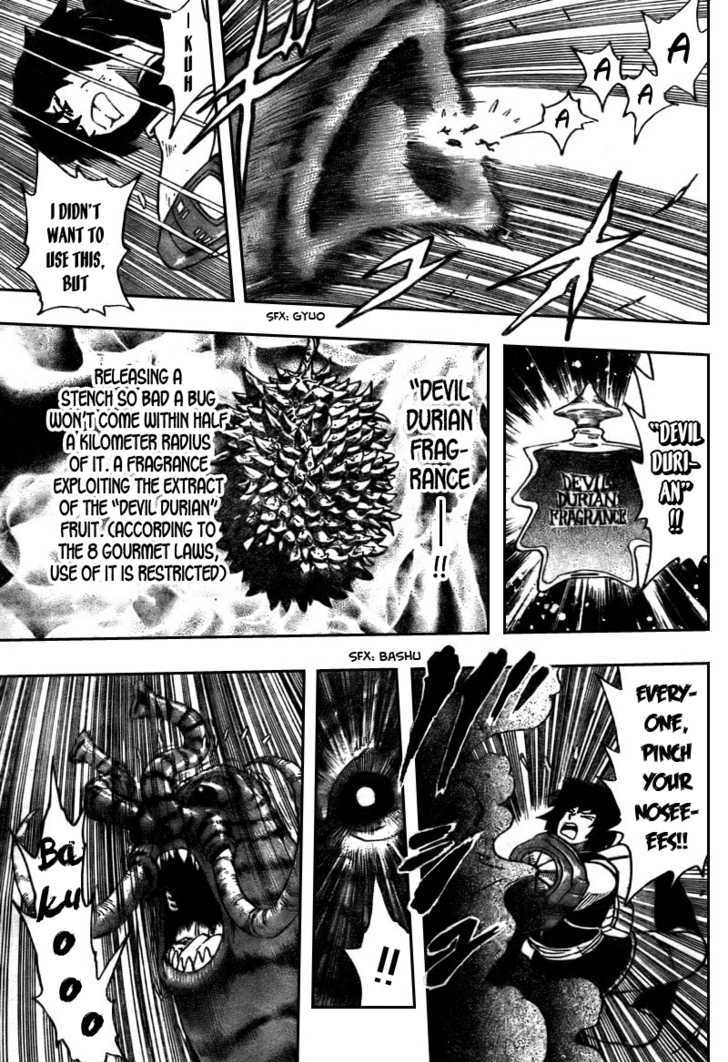 A
A
A
A
SFX: GYUO
I
KUH
I DIDN'T
WANT TO
USE THIS,
BUT
"DEVIL
DURI-
AN"
!!
DEVIL
DURIAN
FRAGRANCE
"DEVIL
DURIAN
FRAG-
RANCE
—
!!
RELEASING A
STENCH SO BAD A BUG
WON'T COME WITHIN HALF
A KILOMETER RADIUS
OF IT. A FRAGRANCE
EXPLOITING THE EXTRACT
OF THE "DEVIL DURIAN"
FRUIT. (ACCORDING TO
THE 8 GOURMET LAWS,
USE OF IT IS RESTRICTED)
SFX: BASHU
EVERY-
ONE,
PINCH
YOUR
NOSEE-
EES!!
!!
Ba
Kuu
O
O
O
O